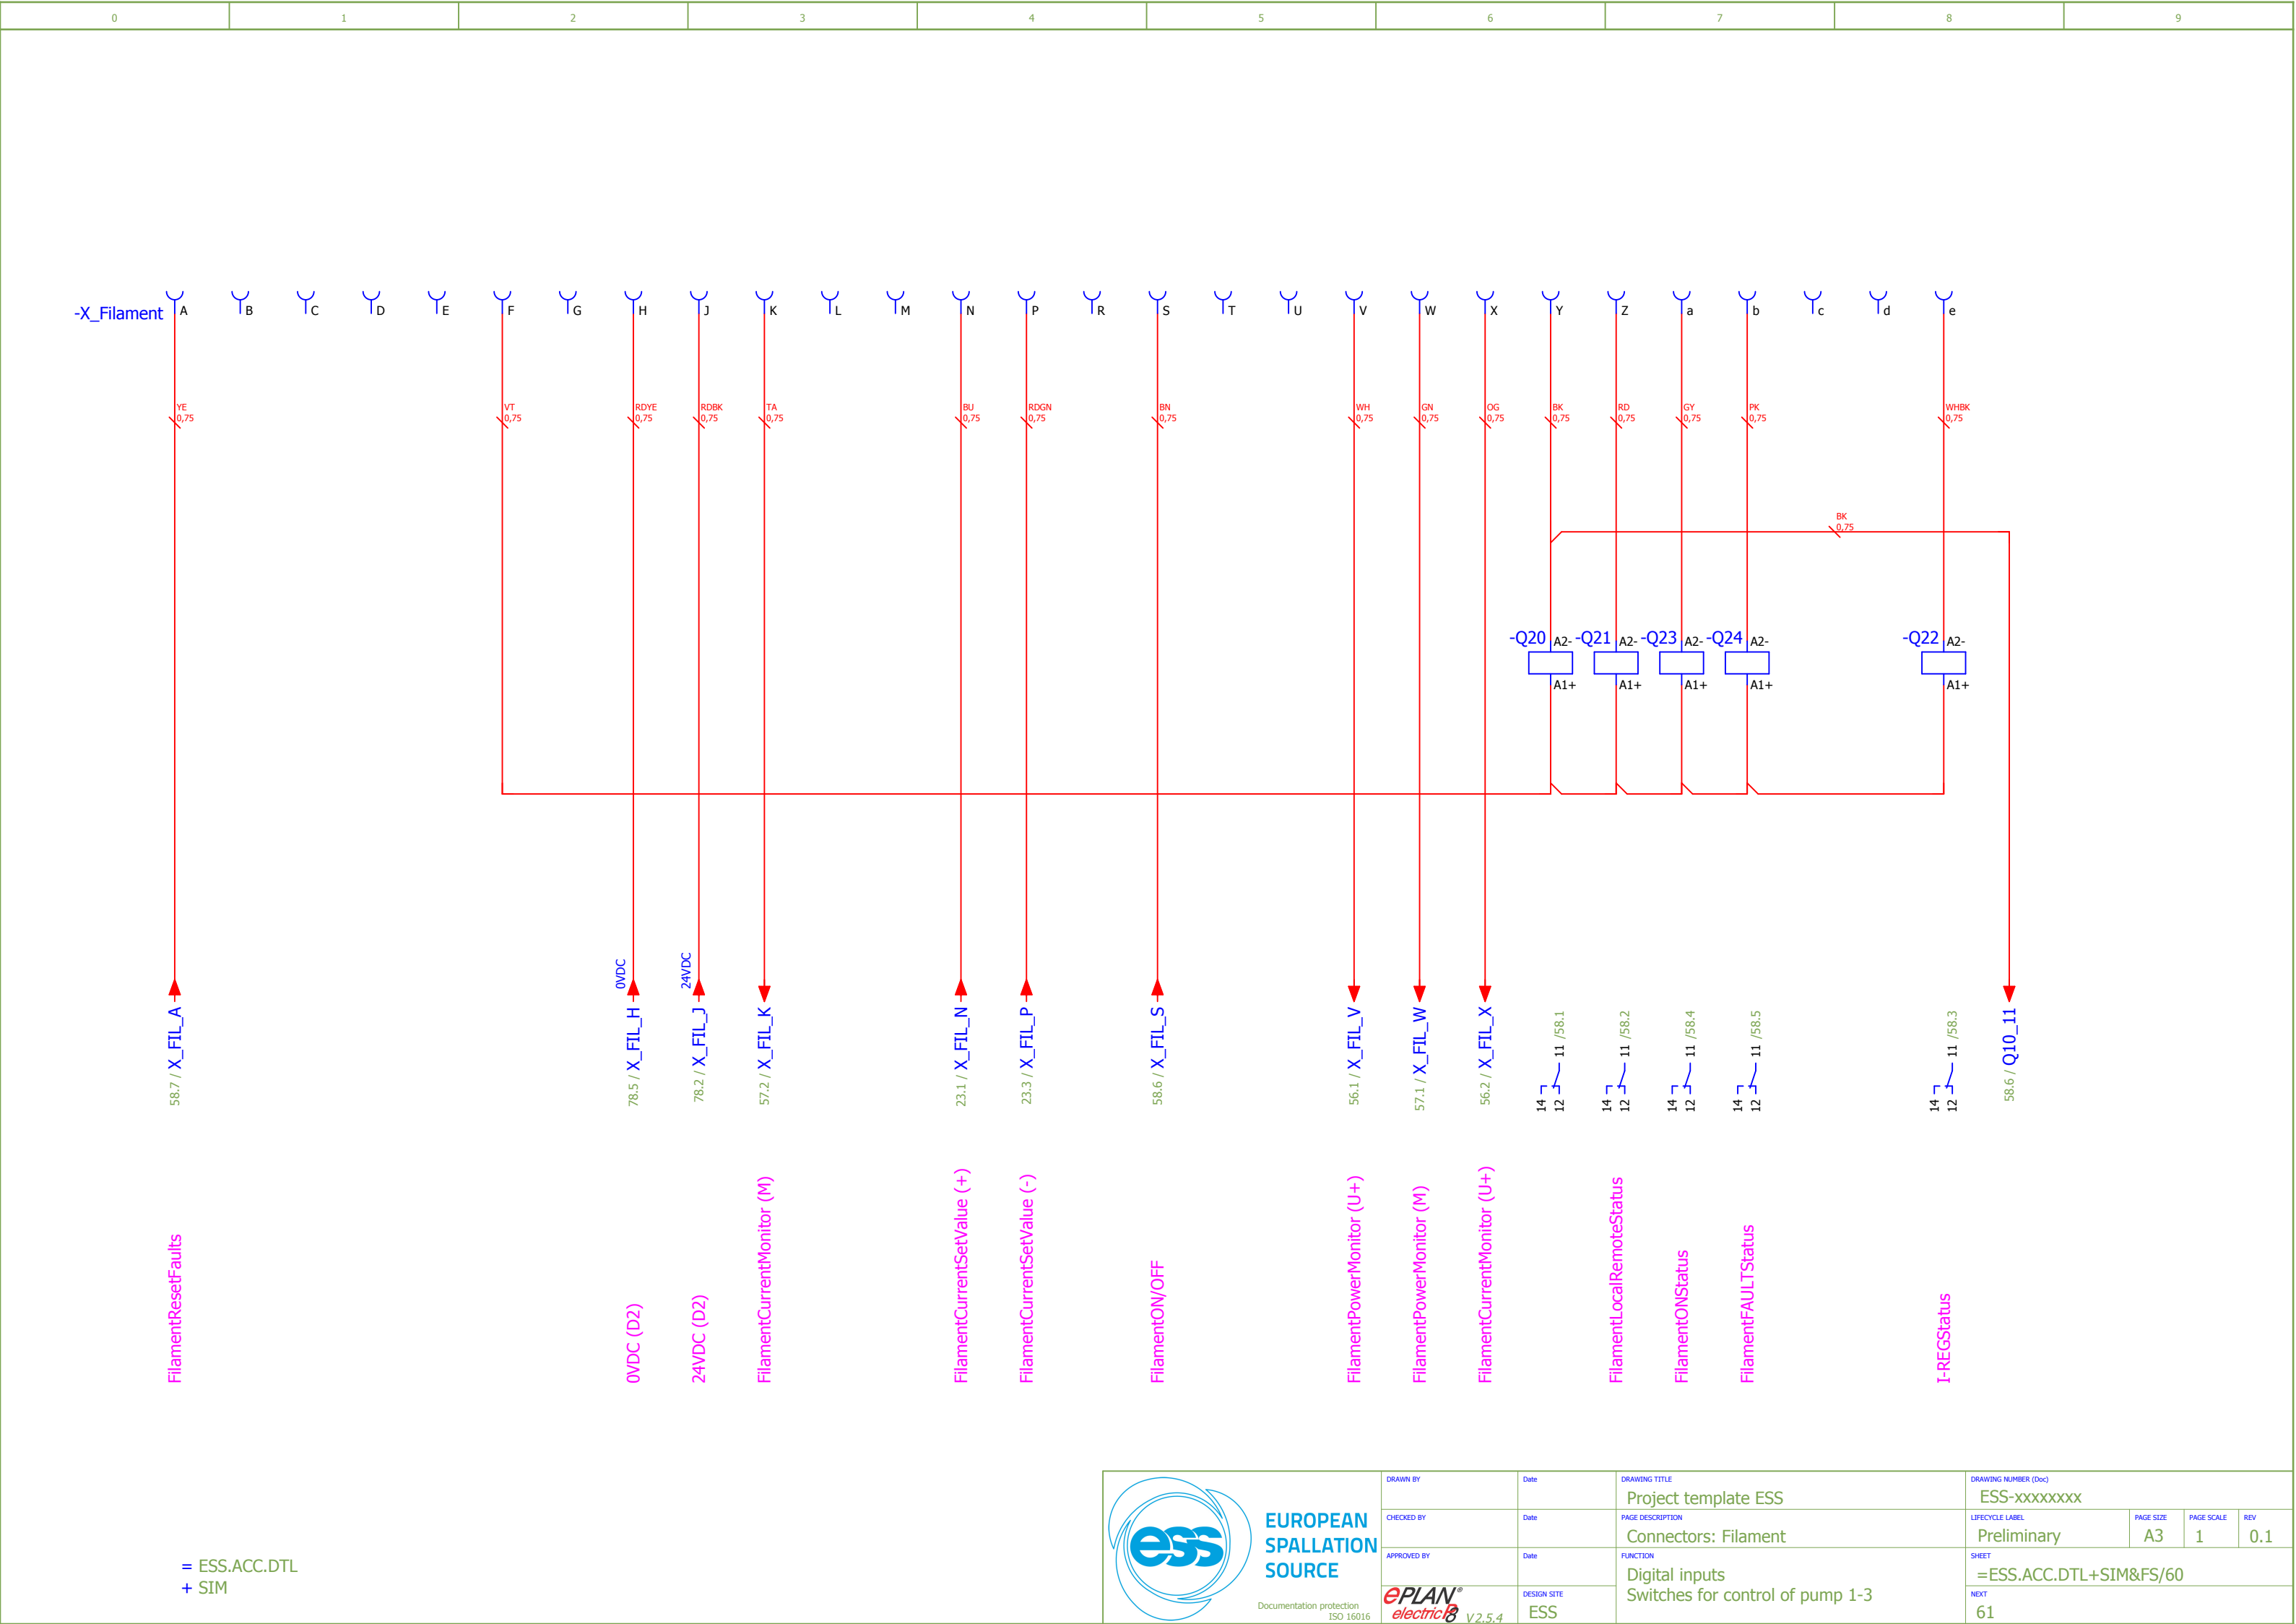 0 1 2 3 4 5 6 7 8 9
-X_Filament A B C D E F G H J K L M N P R S T U V W X Y Z a b c d e
YE VT RDYE RDBK TA BU RDGN BN WH GN OG BK RD GY PK WHBK
0,75 0,75 0,75 0,75 0,75 0,75 0,75 0,75 0,75 0,75 0,75 0,75 0,75 0,75 0,75 0,75
BK
0,75
-Q20 A2- -Q21 A2- -Q23 A2- -Q24 A2- -Q22 A2-
A1+ A1+ A1+ A1+ A1+
0VDC
24VDC
58.7 / X_FIL_A
78.5 / X_FIL_H
78.2 / X_FIL_J
57.2 / X_FIL_K
23.1 / X_FIL_N
23.3 / X_FIL_P
58.6 / X_FIL_S
56.1 / X_FIL_V
57.1 / X_FIL_W
56.2 / X_FIL_X
14 12 11 /58.1
14 12 11 /58.2
14 12 11 /58.4
14 12 11 /58.5
14 12 11 /58.3
58.6 / Q10_11
FilamentResetFaults
0VDC (D2)
24VDC (D2)
FilamentCurrentMonitor (M)
FilamentCurrentSetValue (+)
FilamentCurrentSetValue (-)
FilamentON/OFF
FilamentPowerMonitor (U+)
FilamentPowerMonitor (M)
FilamentCurrentMonitor (U+)
FilamentLocalRemoteStatus
FilamentONStatus
FilamentFAULTStatus
I-REGStatus
= ESS.ACC.DTL
+ SIM
ess
EUROPEAN
SPALLATION
SOURCE
Documentation protection
ISO 16016
DRAWN BY
Date
CHECKED BY
Date
APPROVED BY
Date
ePLAN®
electric P8 V 2.5.4
DESIGN SITE
ESS
DRAWING TITLE
Project template ESS
PAGE DESCRIPTION
Connectors: Filament
FUNCTION
Digital inputs
Switches for control of pump 1-3
DRAWING NUMBER (Doc)
ESS-xxxxxxxx
LIFECYCLE LABEL
Preliminary
PAGE SIZE
A3
PAGE SCALE
1
REV
0.1
SHEET
=ESS.ACC.DTL+SIM&FS/60
NEXT
61